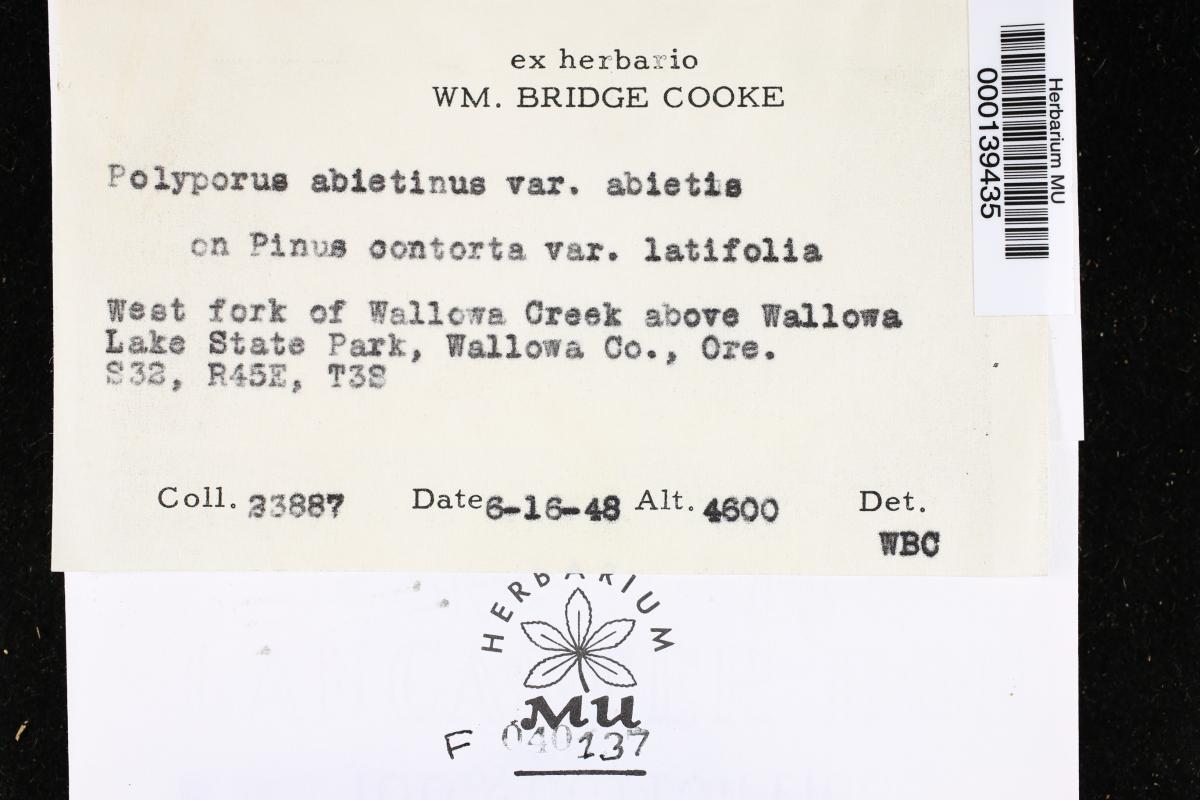 ex herbario
WM. BRIDGE COOKE
Polyporus abietinus var. abietis
on Pinus contorta var. latifolia
West fork of Wallowa Creek above Wallowa
Lake State Park, Wallowa Co., Ore.
S32, R45E, T3S
Coll. 23887 Date 6-16-48 Alt. 4600 Det.
WBC
Herbarium MU
000139435
HERBARIUM
MU
F 040137